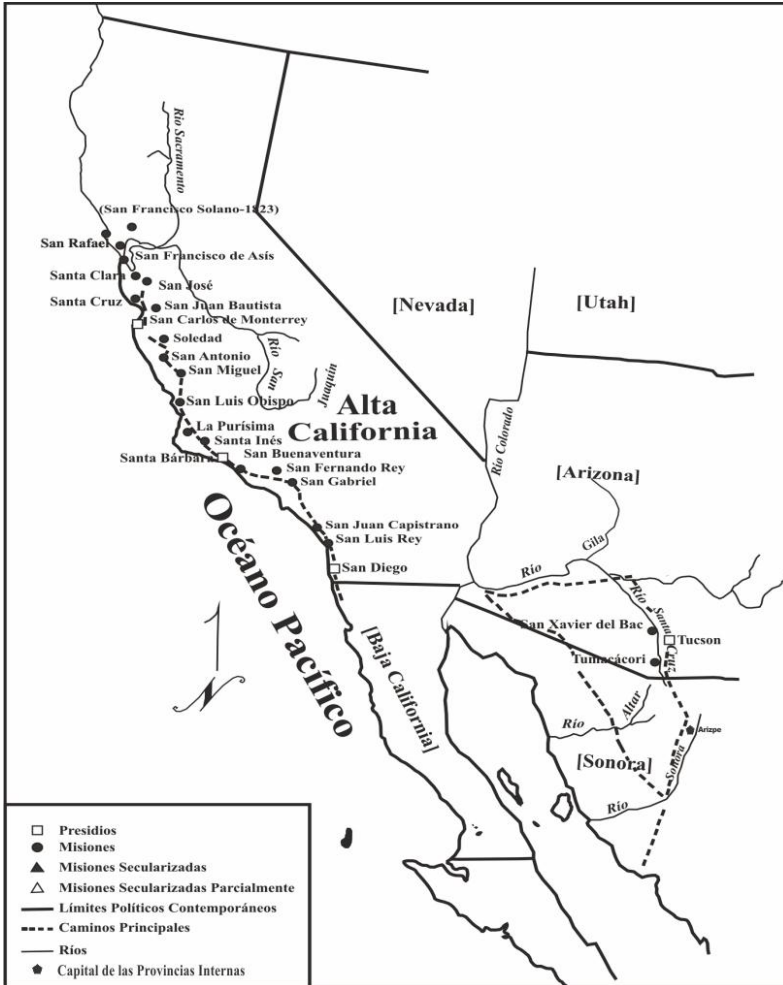 Río Sacramento
(San Francisco Solano-1823)
San Rafael
San Francisco de Asís
Santa Clara
San José
Santa Cruz
San Juan Bautista
San Carlos de Monterrey
Soledad
San Antonio
San Miguel
Río San
Juaquín
San Luis Obispo
La Purísima
Santa Inés
Santa Bárbara
San Buenaventura
San Fernando Rey
San Gabriel
San Juan Capistrano
San Luis Rey
San Diego
Alta
California
[Nevada]
[Utah]
Río Colorado
[Arizona]
Río
Gila
Río
Santa
Cruz
San Xavier del Bac
Tucson
Tumacácori
Océano Pacífico
[Baja California]
N
Río
Altar
Arizpe
[Sonora]
Río
Sonora
Presidios
Misiones
Misiones Secularizadas
Misiones Secularizadas Parcialmente
Límites Políticos Contemporáneos
Caminos Principales
Ríos
Capital de las Provincias Internas